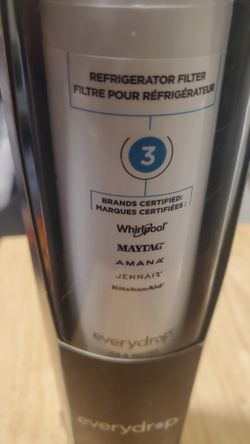 REFRIGERATOR FILTER
FILTRE POUR RÉFRIGÉRATEUR
3
BRANDS CERTIFIED:
MARQUES CERTIFIÉES:
Whirlpool
MAYTAG
AMANA
JENNAIR
KitchenAid
everydrop
everydrop